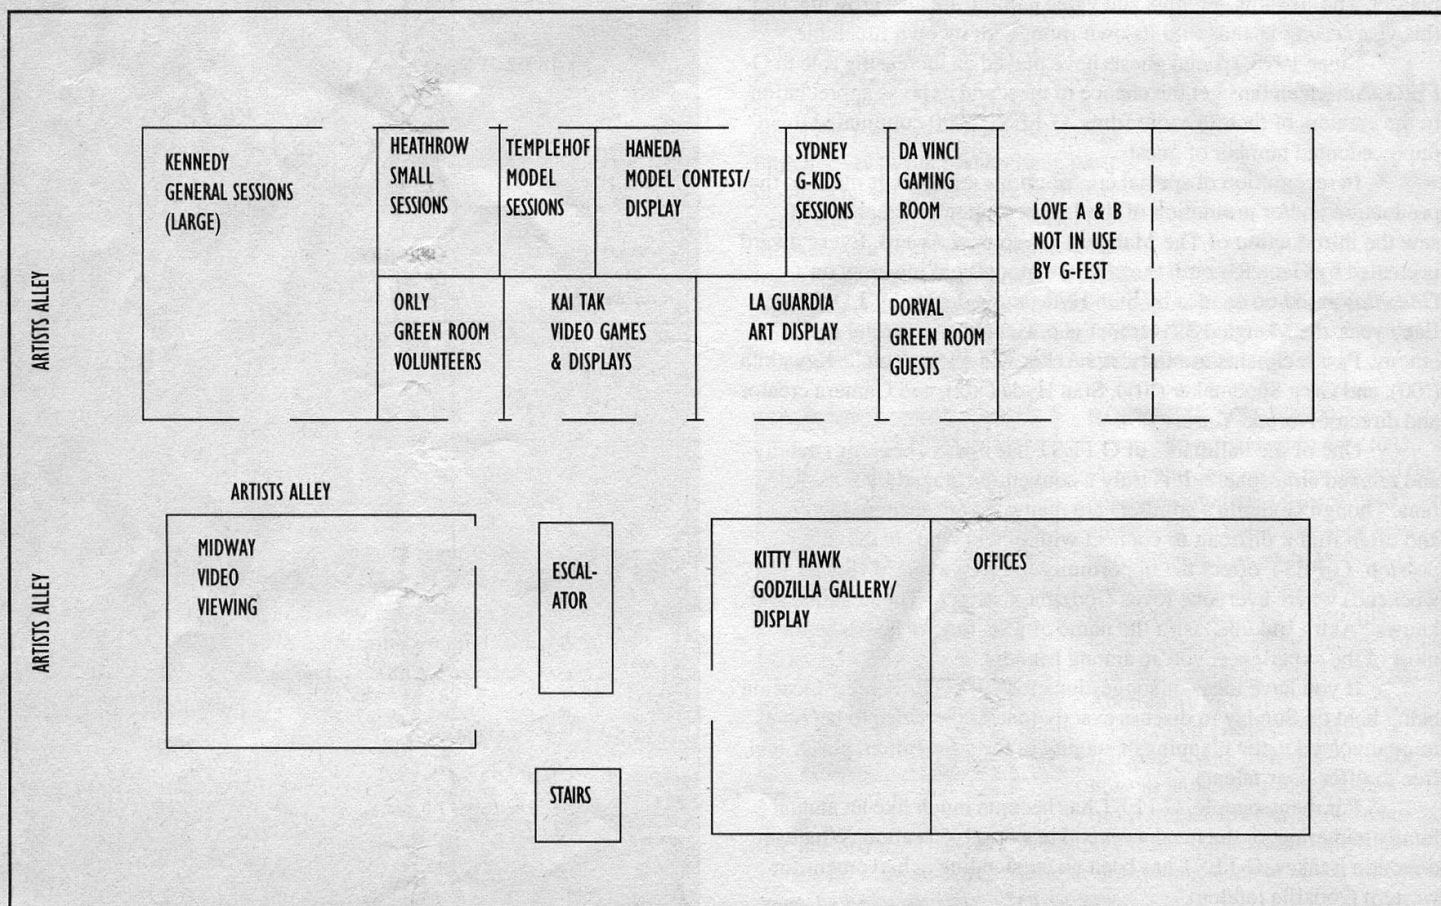 KENNEDY
GENERAL SESSIONS
(LARGE)
HEATHROW
SMALL
SESSIONS
TEMPLEHOF
MODEL
SESSIONS
HANEDA
MODEL CONTEST/
DISPLAY
SYDNEY
G-KIDS
SESSIONS
DA VINCI
GAMING
ROOM
LOVE A & B
NOT IN USE
BY G-FEST
ARTISTS ALLEY
ORLY
GREEN ROOM
VOLUNTEERS
KAI TAK
VIDEO GAMES
& DISPLAYS
LA GUARDIA
ART DISPLAY
DORVAL
GREEN ROOM
GUESTS
ARTISTS ALLEY
ARTISTS ALLEY
MIDWAY
VIDEO
VIEWING
ESCAL-
ATOR
STAIRS
KITTY HAWK
GODZILLA GALLERY/
DISPLAY
OFFICES